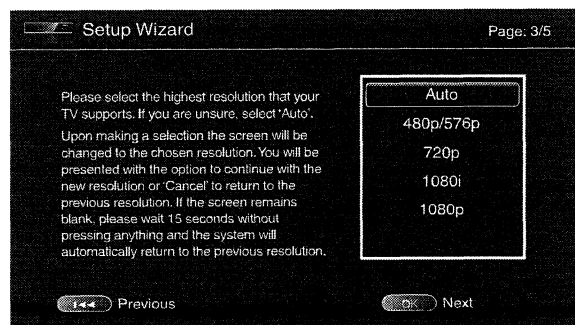 Setup Wizard
Page: 3/5
Please select the highest resolution that your
TV supports. If you are unsure, select 'Auto'.
Upon making a selection the screen will be
changed to the chosen resolution. You will be
presented with the option to continue with the
new resolution or 'Cancel' to return to the
previous resolution. If the screen remains
blank, please wait 15 seconds without
pressing anything and the system will
automatically return to the previous resolution.
Auto
480p/576p
720p
1080i
1080p
Previous
OK Next